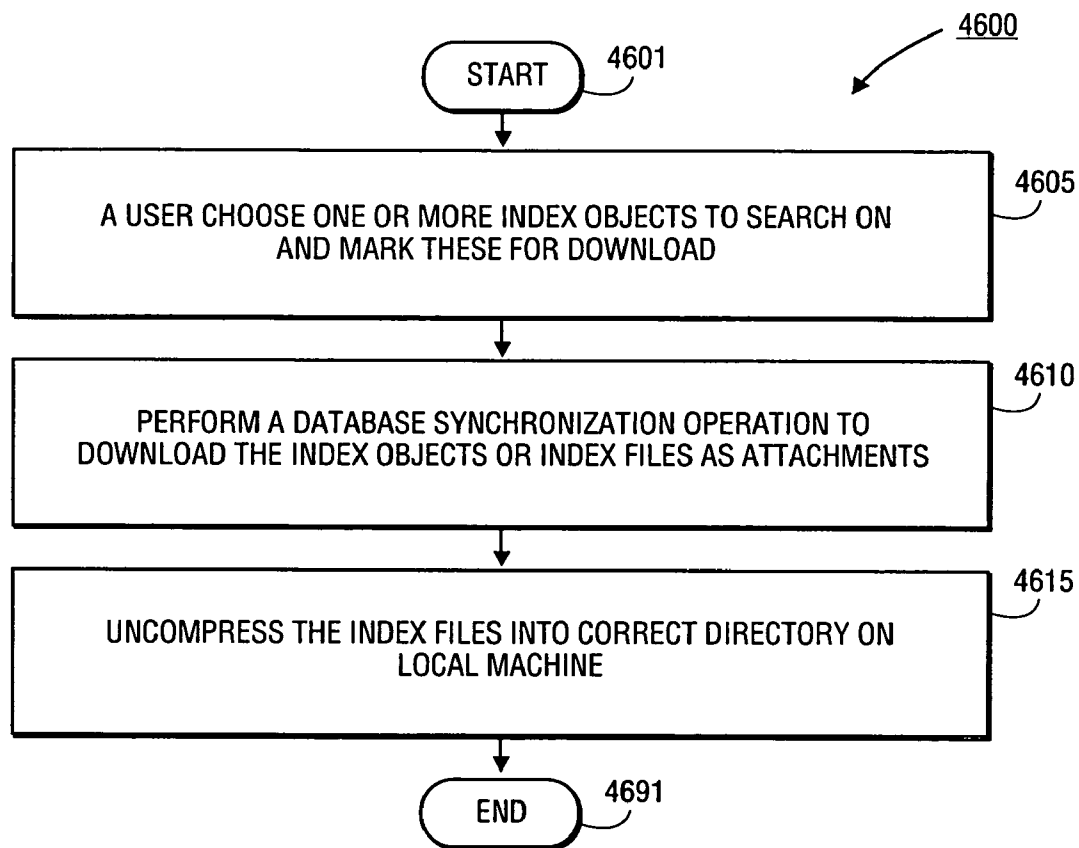 4600
START
4601
4605
A USER CHOOSE ONE OR MORE INDEX OBJECTS TO SEARCH ON
AND MARK THESE FOR DOWNLOAD
4610
PERFORM A DATABASE SYNCHRONIZATION OPERATION TO
DOWNLOAD THE INDEX OBJECTS OR INDEX FILES AS ATTACHMENTS
4615
UNCOMPRESS THE INDEX FILES INTO CORRECT DIRECTORY ON
LOCAL MACHINE
END
4691